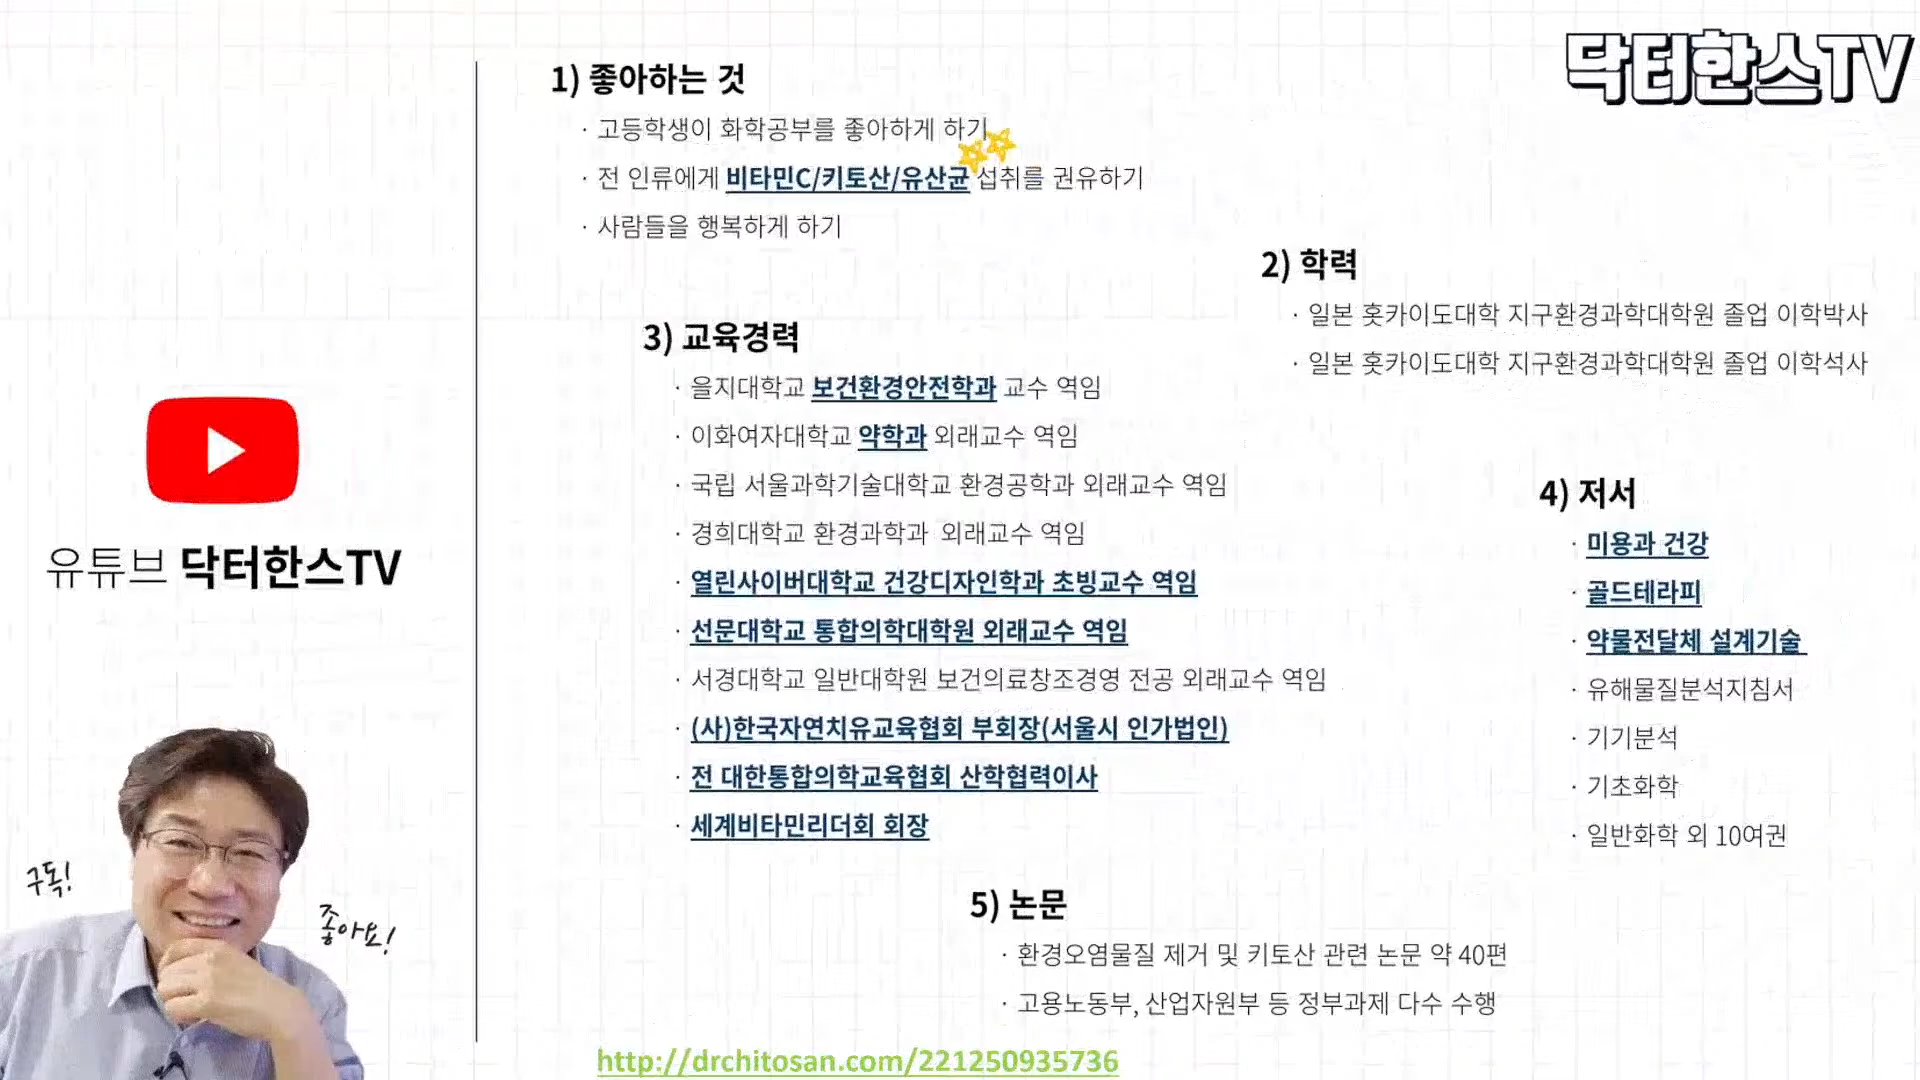 닥터한스TV
1) 좋아하는 것
· 고등학생이 화학공부를 좋아하게 하기
· 전 인류에게 비타민C/키토산/유산균 섭취를 권유하기
· 사람들을 행복하게 하기
2) 학력
· 일본 홋카이도대학 지구환경과학대학원 졸업 이학박사
· 일본 홋카이도대학 지구환경과학대학원 졸업 이학석사
3) 교육경력
· 을지대학교 보건환경안전학과 교수 역임
· 이화여자대학교 약학과 외래교수 역임
· 국립 서울과학기술대학교 환경공학과 외래교수 역임
· 경희대학교 환경과학과 외래교수 역임
· 열린사이버대학교 건강디자인학과 초빙교수 역임
· 선문대학교 통합의학대학원 외래교수 역임
· 서경대학교 일반대학원 보건의료창조경영 전공 외래교수 역임
· (사)한국자연치유교육협회 부회장(서울시 인가법인)
· 전 대한통합의학교육협회 산학협력이사
· 세계비타민리더회 회장
4) 저서
· 미용과 건강
· 골드테라피
· 약물전달체 설계기술
· 유해물질분석지침서
· 기기분석
· 기초화학
· 일반화학 외 10여권
5) 논문
· 환경오염물질 제거 및 키토산 관련 논문 약 40편
· 고용노동부, 산업자원부 등 정부과제 다수 수행
유튜브 닥터한스TV
구독!
좋아요!
http://drchitosan.com/221250935736